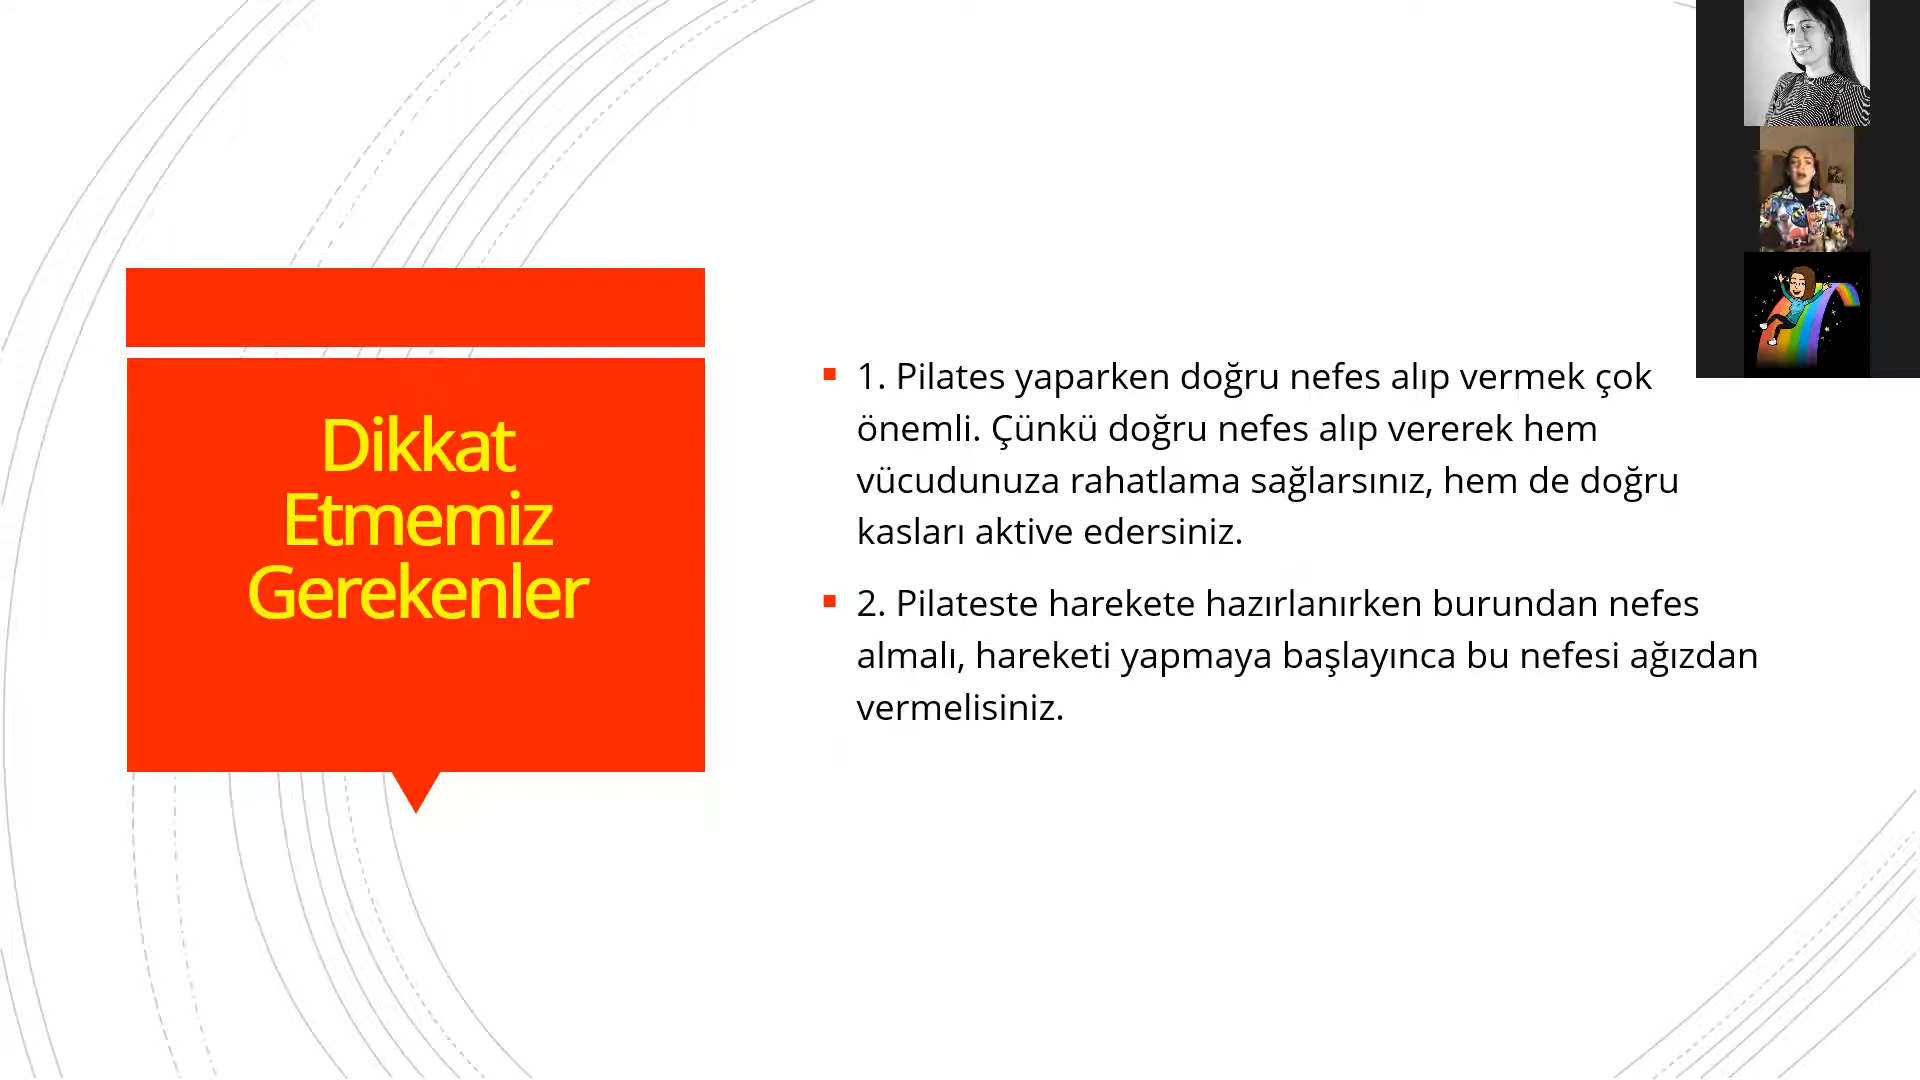 Dikkat
Etmemiz
Gerekenler
1. Pilates yaparken doğru nefes alıp vermek çok
önemli. Çünkü doğru nefes alıp vererek hem
vücudunuza rahatlama sağlarsınız, hem de doğru
kasları aktive edersiniz.
2. Pilateste harekete hazırlanırken burundan nefes
almalı, hareketi yapmaya başlayınca bu nefesi ağızdan
vermelisiniz.